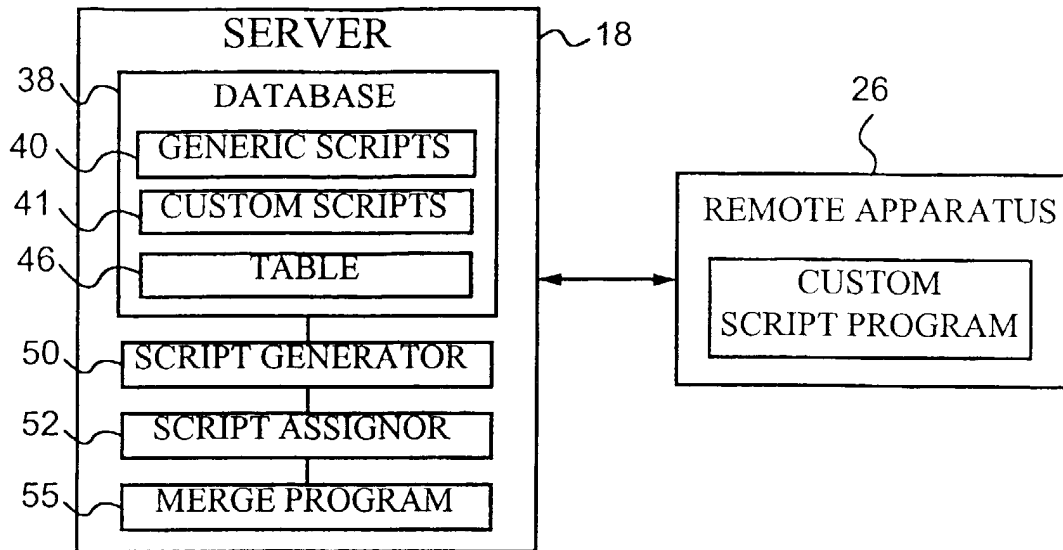 SERVER
18
38
DATABASE
26
40
GENERIC SCRIPTS
41
CUSTOM SCRIPTS
REMOTE APPARATUS
46
TABLE
CUSTOM
SCRIPT PROGRAM
50
SCRIPT GENERATOR
52
SCRIPT ASSIGNOR
55
MERGE PROGRAM